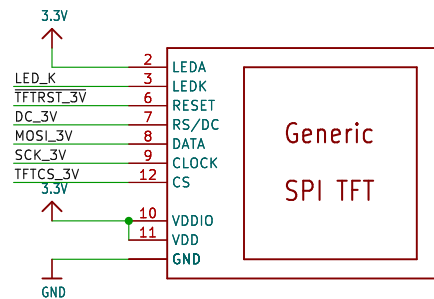 3.3V
2 LEDA
LED_K 3 LEDK
TFTRST_3V 6 RESET
DC_3V 7 RS/DC
MOSI_3V 8 DATA
SCK_3V 9 CLOCK
TFTCS_3V 12 CS
3.3V
10 VDDIO
11 VDD
GND
GND
Generic
SPI TFT